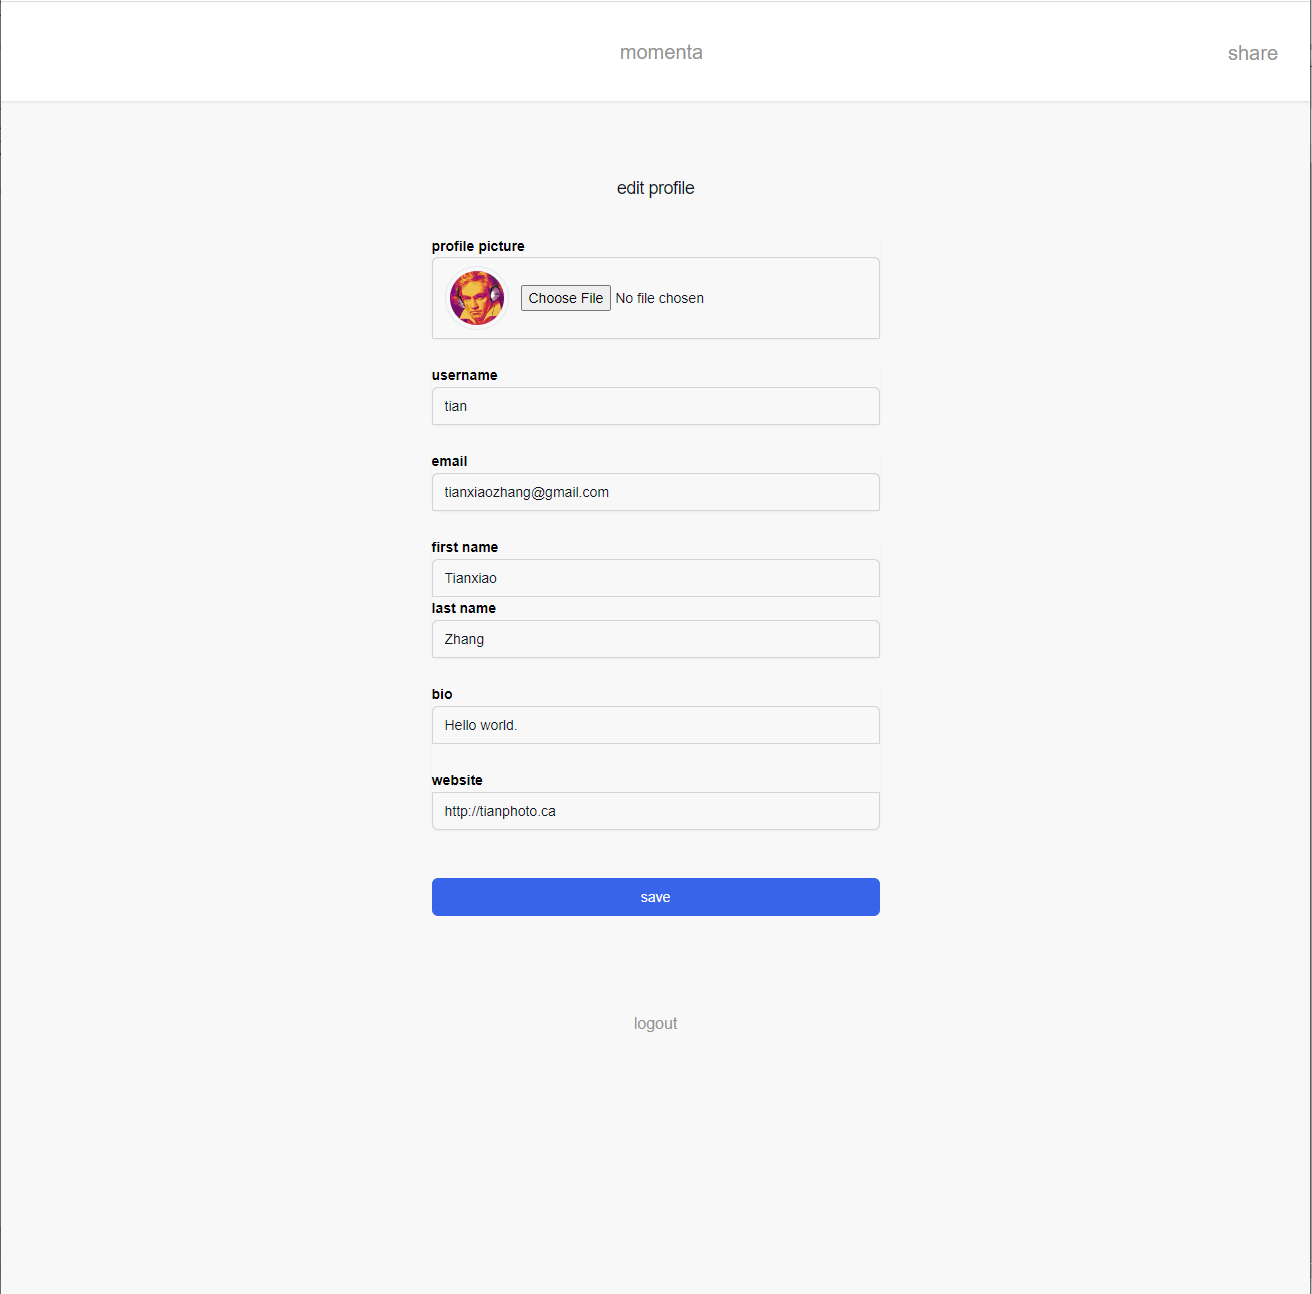 momenta
share
edit profile
profile picture
Choose File No file chosen
username
tian
email
tianxiaozhang@gmail.com
first name
Tianxiao
last name
Zhang
bio
Hello world.
website
http://tianphoto.ca
save
logout